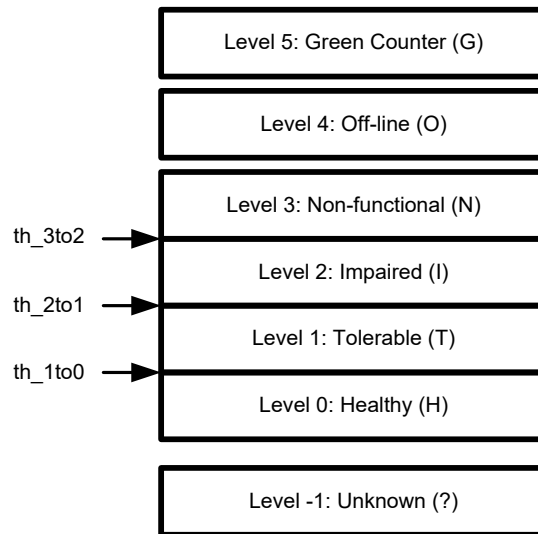 Level 5: Green Counter (G)
Level 4: Off-line (O)
Level 3: Non-functional (N)
th_3to2
Level 2: Impaired (I)
th_2to1
Level 1: Tolerable (T)
th_1to0
Level 0: Healthy (H)
Level -1: Unknown (?)